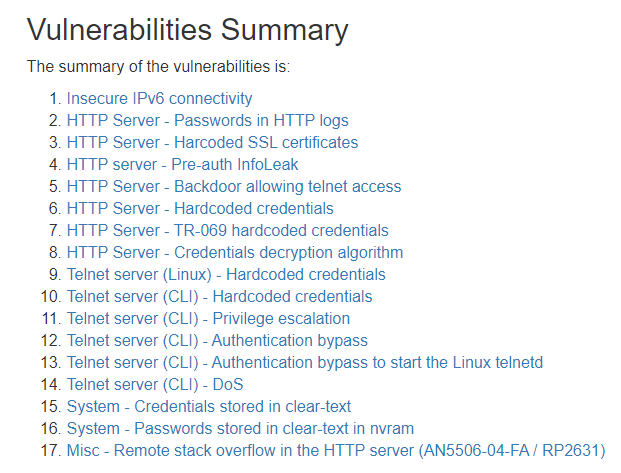 Vulnerabilities Summary
The summary of the vulnerabilities is:
1. Insecure IPv6 connectivity
2. HTTP Server - Passwords in HTTP logs
3. HTTP Server - Harcoded SSL certificates
4. HTTP server - Pre-auth InfoLeak
5. HTTP Server - Backdoor allowing telnet access
6. HTTP Server - Hardcoded credentials
7. HTTP Server - TR-069 hardcoded credentials
8. HTTP Server - Credentials decryption algorithm
9. Telnet server (Linux) - Hardcoded credentials
10. Telnet server (CLI) - Hardcoded credentials
11. Telnet server (CLI) - Privilege escalation
12. Telnet server (CLI) - Authentication bypass
13. Telnet server (CLI) - Authentication bypass to start the Linux telnetd
14. Telnet server (CLI) - DoS
15. System - Credentials stored in clear-text
16. System - Passwords stored in clear-text in nvram
17. Misc - Remote stack overflow in the HTTP server (AN5506-04-FA / RP2631)